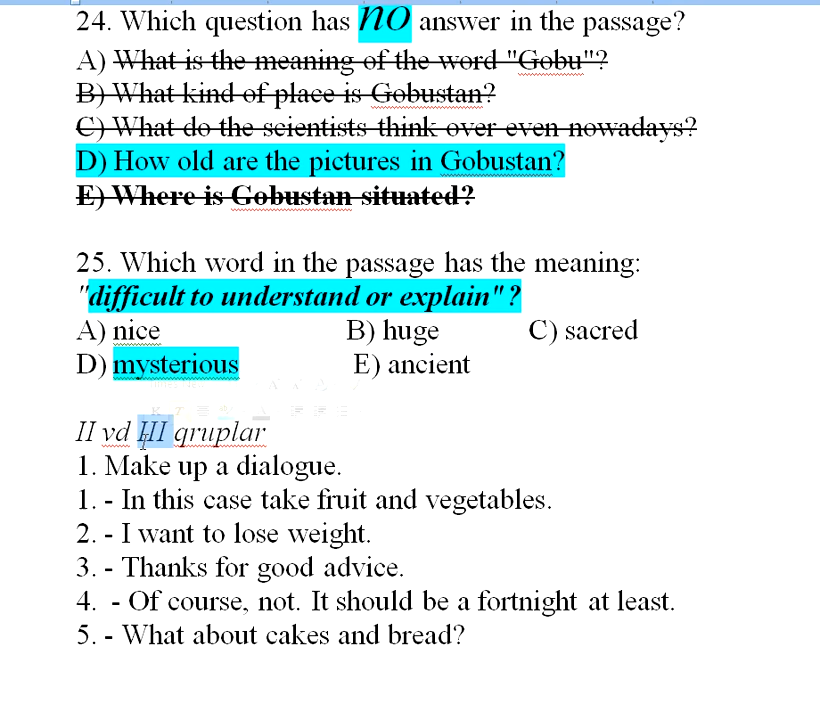 24. Which question has no answer in the passage?
A) What is the meaning of the word "Gobu"?
B) What kind of place is Gobustan?
C) What do the scientists think over even nowadays?
D) How old are the pictures in Gobustan?
E) Where is Gobustan situated?
25. Which word in the passage has the meaning:
"difficult to understand or explain"?
A) nice B) huge C) sacred
D) mysterious E) ancient
II vd III qruplar
1. Make up a dialogue.
1. - In this case take fruit and vegetables.
2. - I want to lose weight.
3. - Thanks for good advice.
4. - Of course, not. It should be a fortnight at least.
5. - What about cakes and bread?